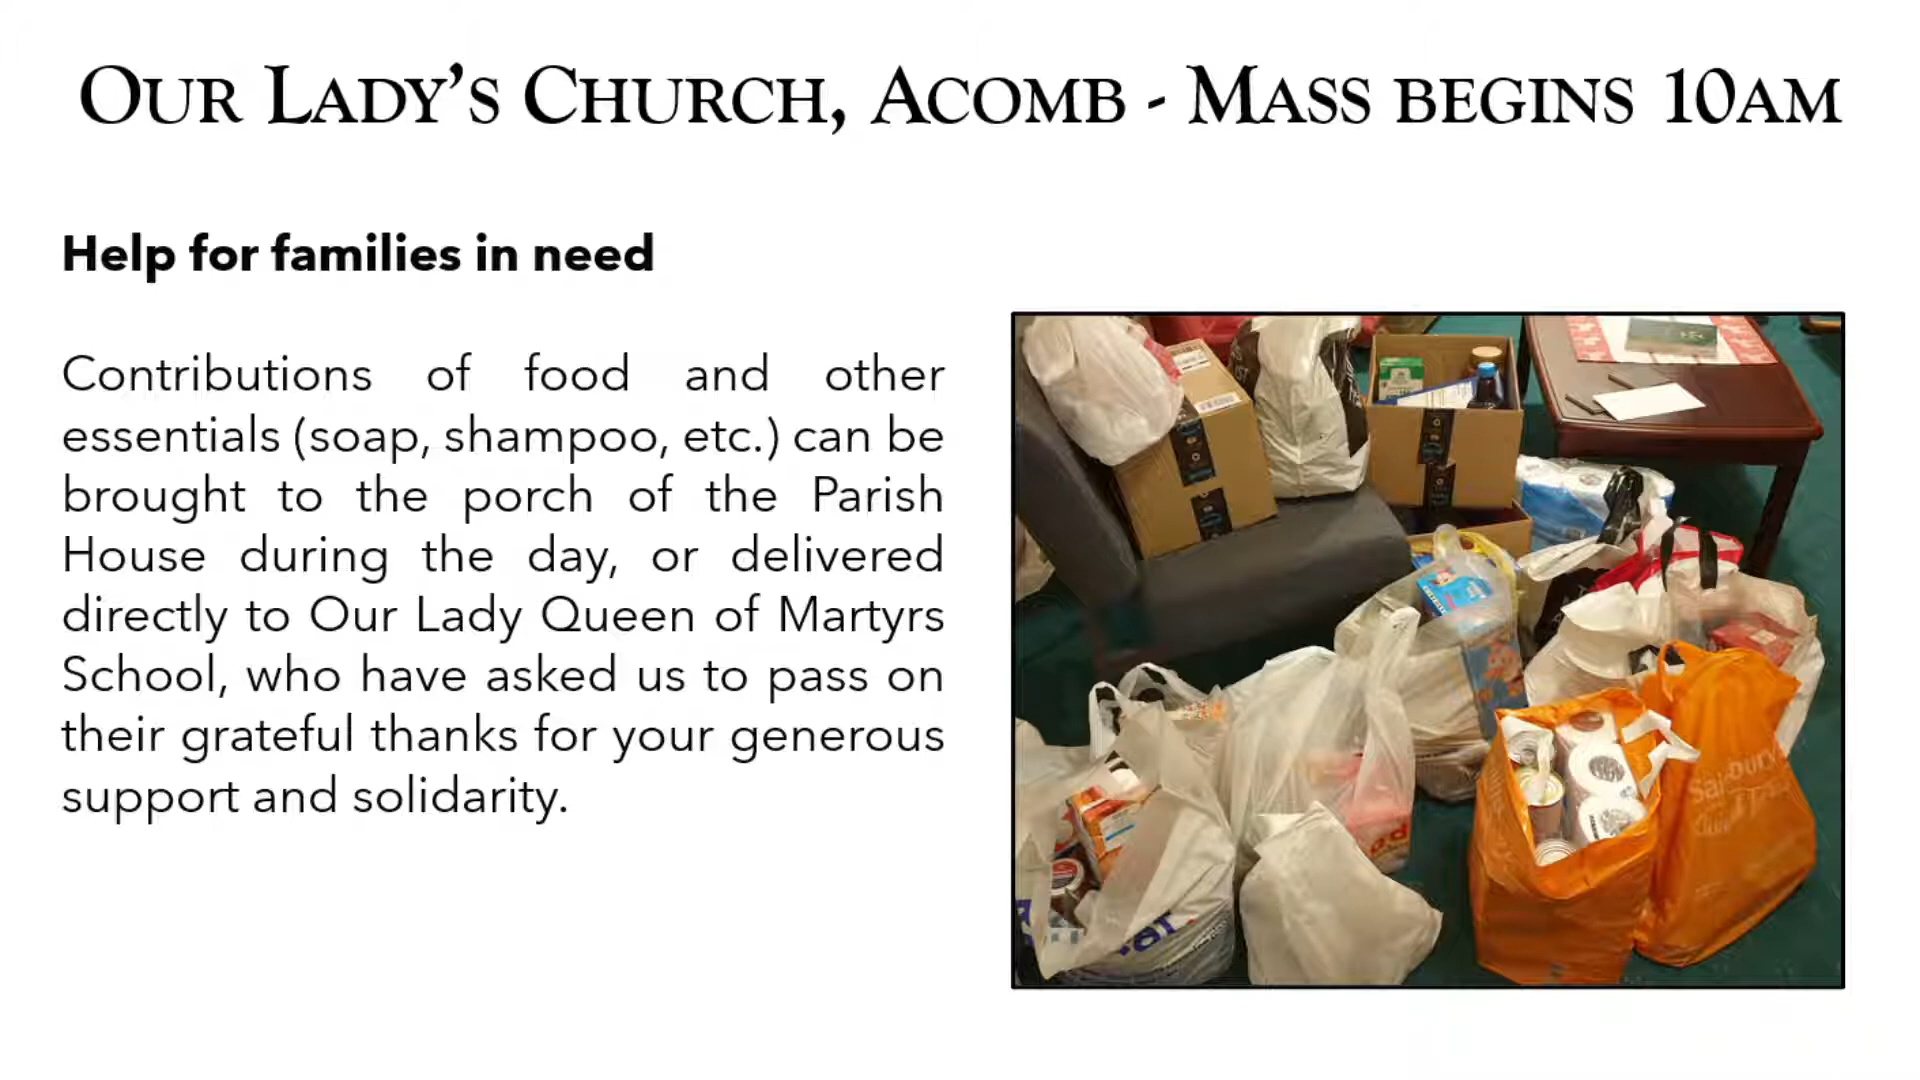 OUR LADY'S CHURCH, ACOMB - MASS BEGINS 10AM
Help for families in need
Contributions of food and other
essentials (soap, shampoo, etc.) can be
brought to the porch of the Parish
House during the day, or delivered
directly to Our Lady Queen of Martyrs
School, who have asked us to pass on
their grateful thanks for your generous
support and solidarity.
Sainsbury's